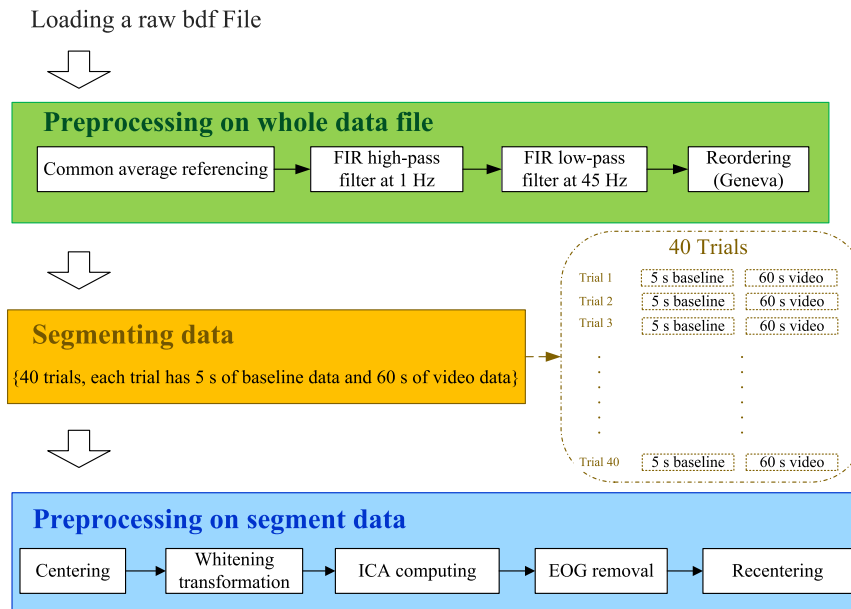 Loading a raw bdf File
Preprocessing on whole data file
Common average referencing
FIR high-pass
filter at 1 Hz
FIR low-pass
filter at 45 Hz
Reordering
(Geneva)
40 Trials
Trial 1 5 s baseline 60 s video
Trial 2 5 s baseline 60 s video
Trial 3 5 s baseline 60 s video
Trial 40 5 s baseline 60 s video
Segmenting data
{40 trials, each trial has 5 s of baseline data and 60 s of video data}
Preprocessing on segment data
Centering
Whitening
transformation
ICA computing
EOG removal
Recentering